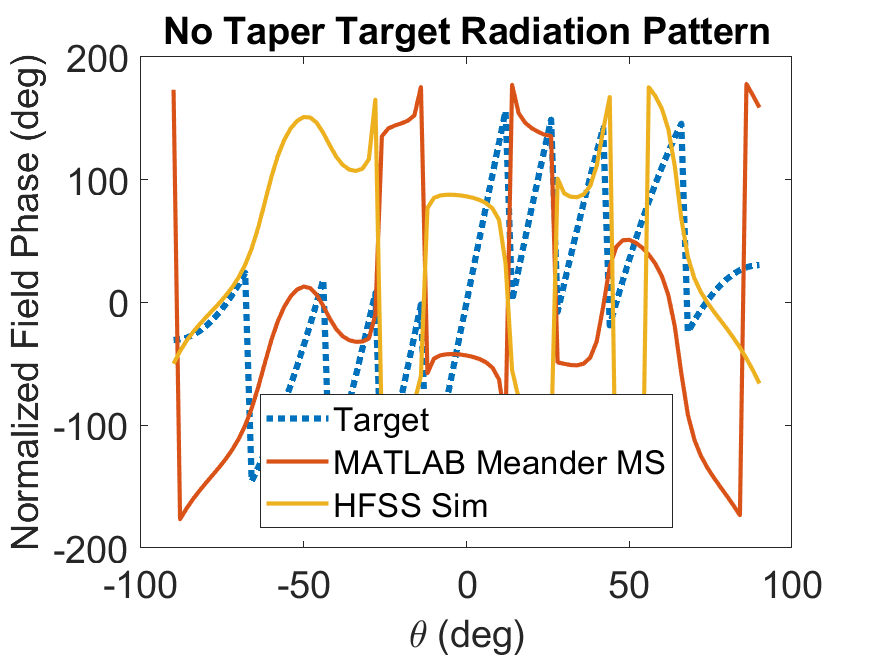 No Taper Target Radiation Pattern
Normalized Field Phase (deg)
200
100
0
-100
-200
Target
MATLAB Meander MS
HFSS Sim
-100
-50
0
50
100
θ (deg)